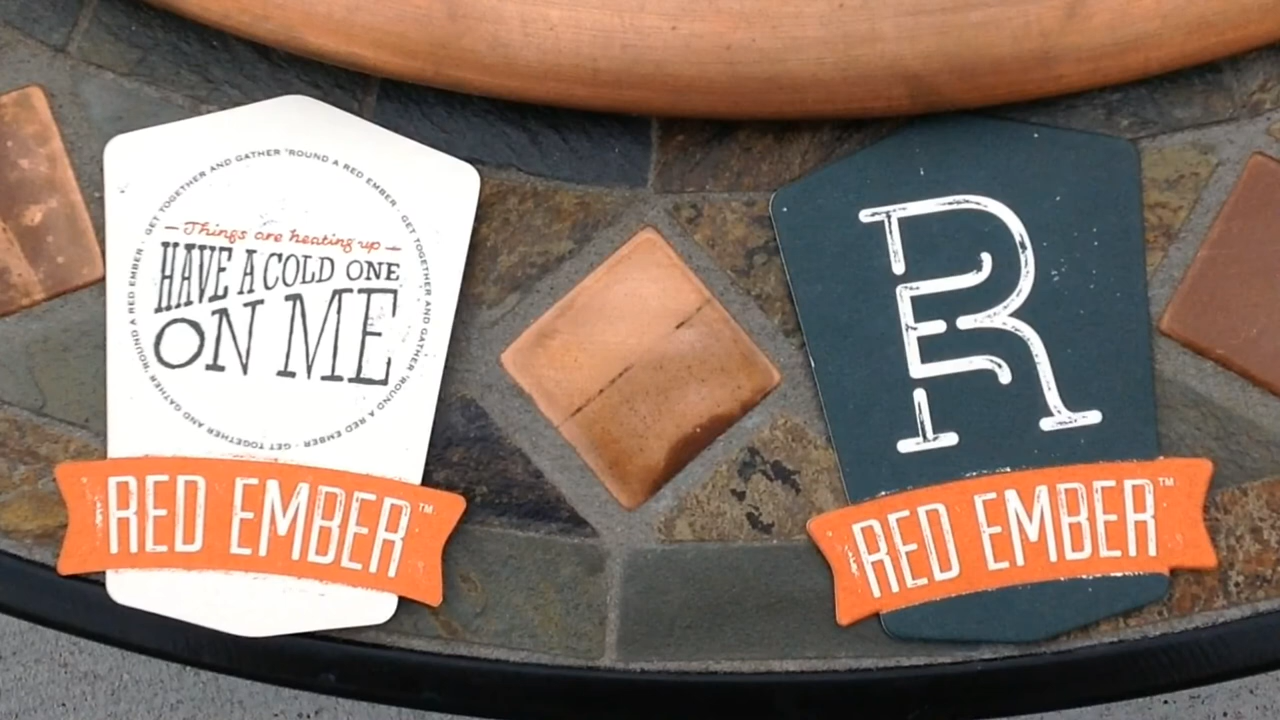 GET TOGETHER AND GATHER 'ROUND A RED EMBER · GET TOGETHER AND GATHER 'ROUND A RED EMBER · GET TOGETHER AND GATHER 'ROUND A RED EMBER ·
Things are heating up
HAVE A COLD ONE
ON ME
RED EMBER™
RE
RED EMBER™